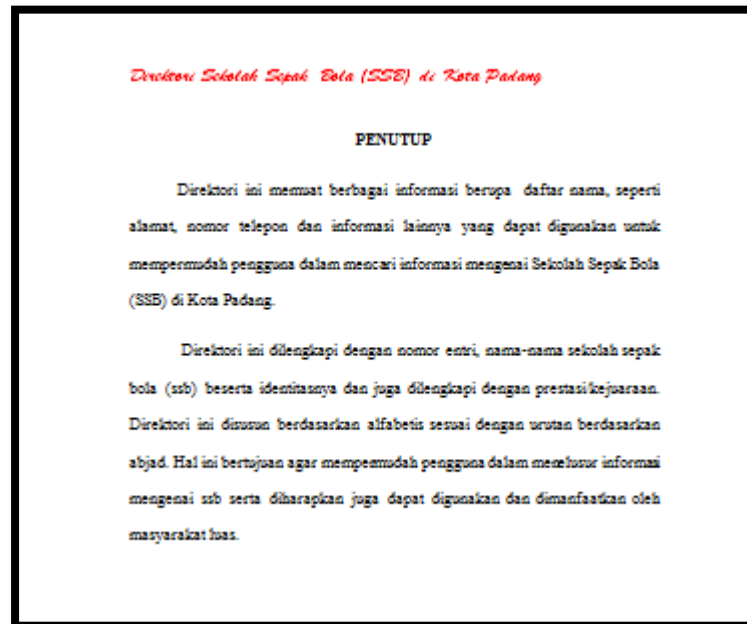 Direktori Sekolah Sepak Bola (SSB) di Kota Padang
PENUTUP
Direktori ini memuat berbagai informasi berupa daftar nama, seperti
alamat, nomor telepon dan informasi lainnya yang dapat digunakan untuk
mempermudah pengguna dalam mencari informasi mengenai Sekolah Sepak Bola
(SSB) di Kota Padang.
Direktori ini dilengkapi dengan nomor entri, nama-nama sekolah sepak
bola (ssb) beserta identitasnya dan juga dilengkapi dengan prestasi/kejuaraan.
Direktori ini disusun berdasarkan alfabetis sesuai dengan urutan berdasarkan
abjad. Hal ini bertujuan agar mempermudah pengguna dalam menelusur informasi
mengenai ssb serta diharapkan juga dapat digunakan dan dimanfaatkan oleh
masyarakat luas.